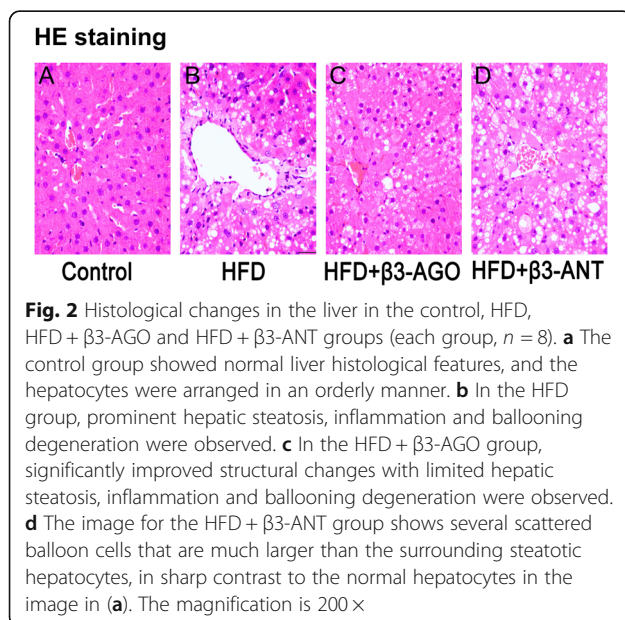 HE staining
A B C D
Control HFD HFD+β3-AGO HFD+β3-ANT
Fig. 2 Histological changes in the liver in the control, HFD,
HFD + β3-AGO and HFD + β3-ANT groups (each group, n = 8). a The
control group showed normal liver histological features, and the
hepatocytes were arranged in an orderly manner. b In the HFD
group, prominent hepatic steatosis, inflammation and ballooning
degeneration were observed. c In the HFD + β3-AGO group,
significantly improved structural changes with limited hepatic
steatosis, inflammation and ballooning degeneration were observed.
d The image for the HFD + β3-ANT group shows several scattered
balloon cells that are much larger than the surrounding steatotic
hepatocytes, in sharp contrast to the normal hepatocytes in the
image in (a). The magnification is 200 ×